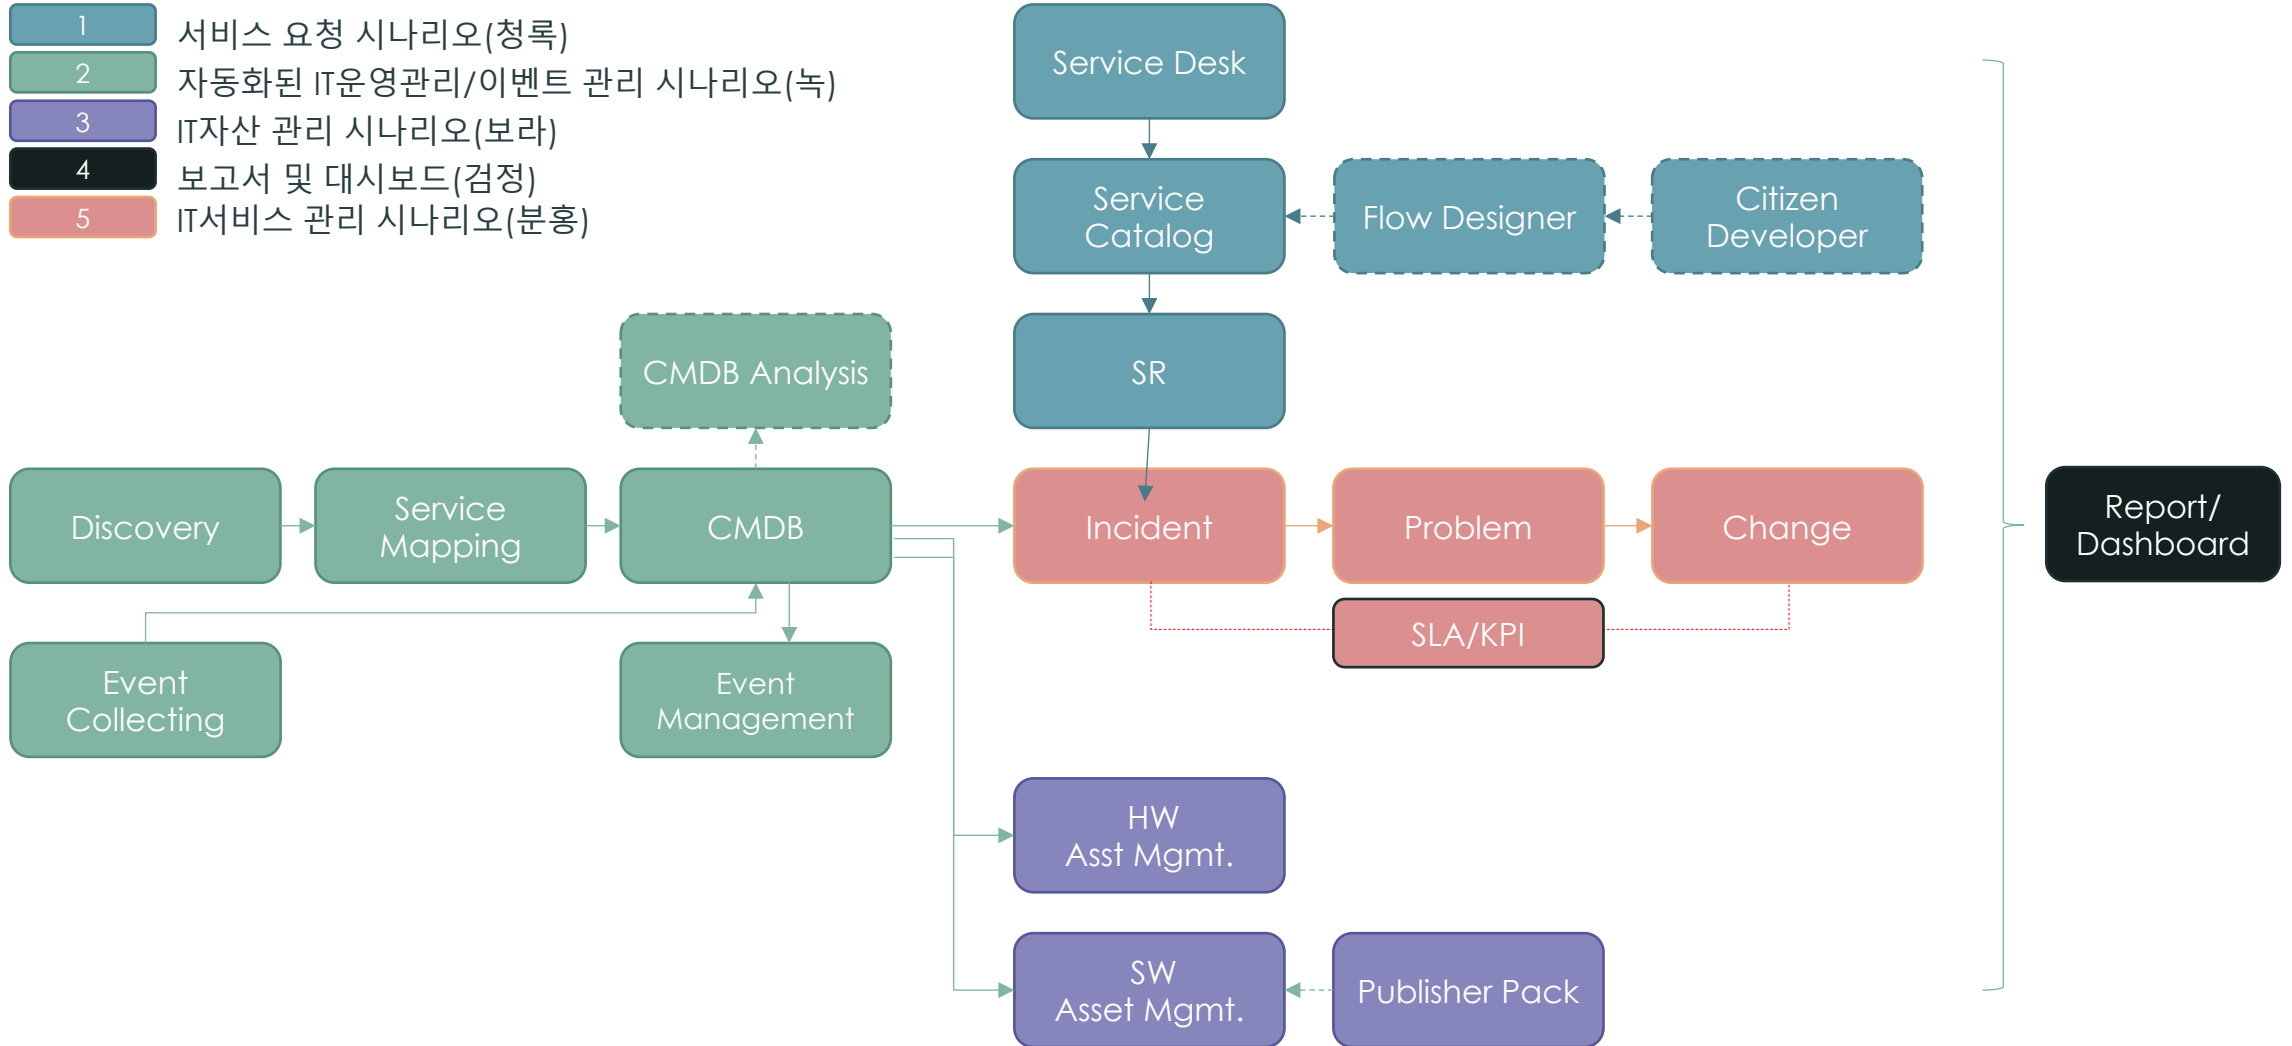 1
서비스 요청 시나리오(청록)
2
자동화된 IT운영관리/이벤트 관리 시나리오(녹)
3
IT자산 관리 시나리오(보라)
4
보고서 및 대시보드(검정)
5
IT서비스 관리 시나리오(분홍)
Service Desk
Service
Catalog
Flow Designer
Citizen
Developer
CMDB Analysis
SR
Discovery
Service
Mapping
CMDB
Incident
Problem
Change
Report/
Dashboard
SLA/KPI
Event
Collecting
Event
Management
HW
Asst Mgmt.
SW
Asset Mgmt.
Publisher Pack